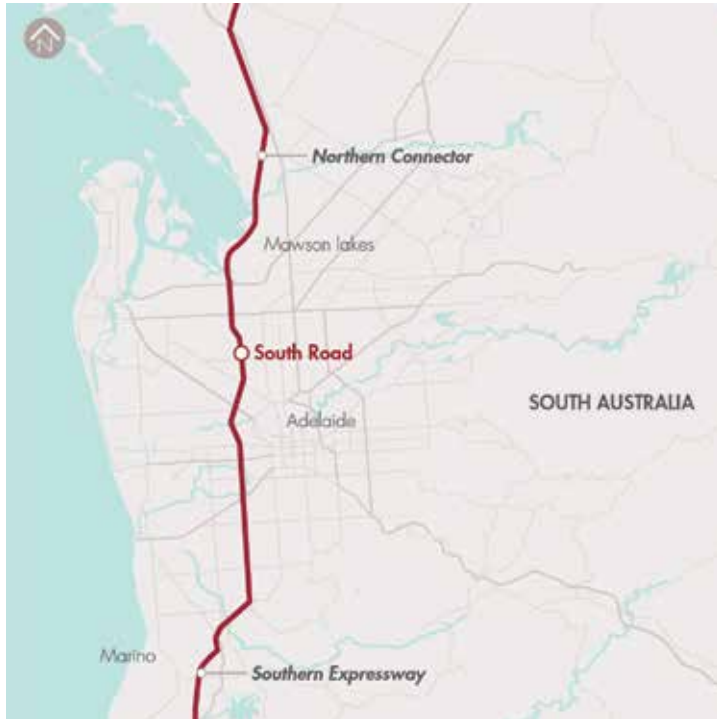 N
Northern Connector
Mawson lakes
South Road
SOUTH AUSTRALIA
Adelaide
Marino
Southern Expressway